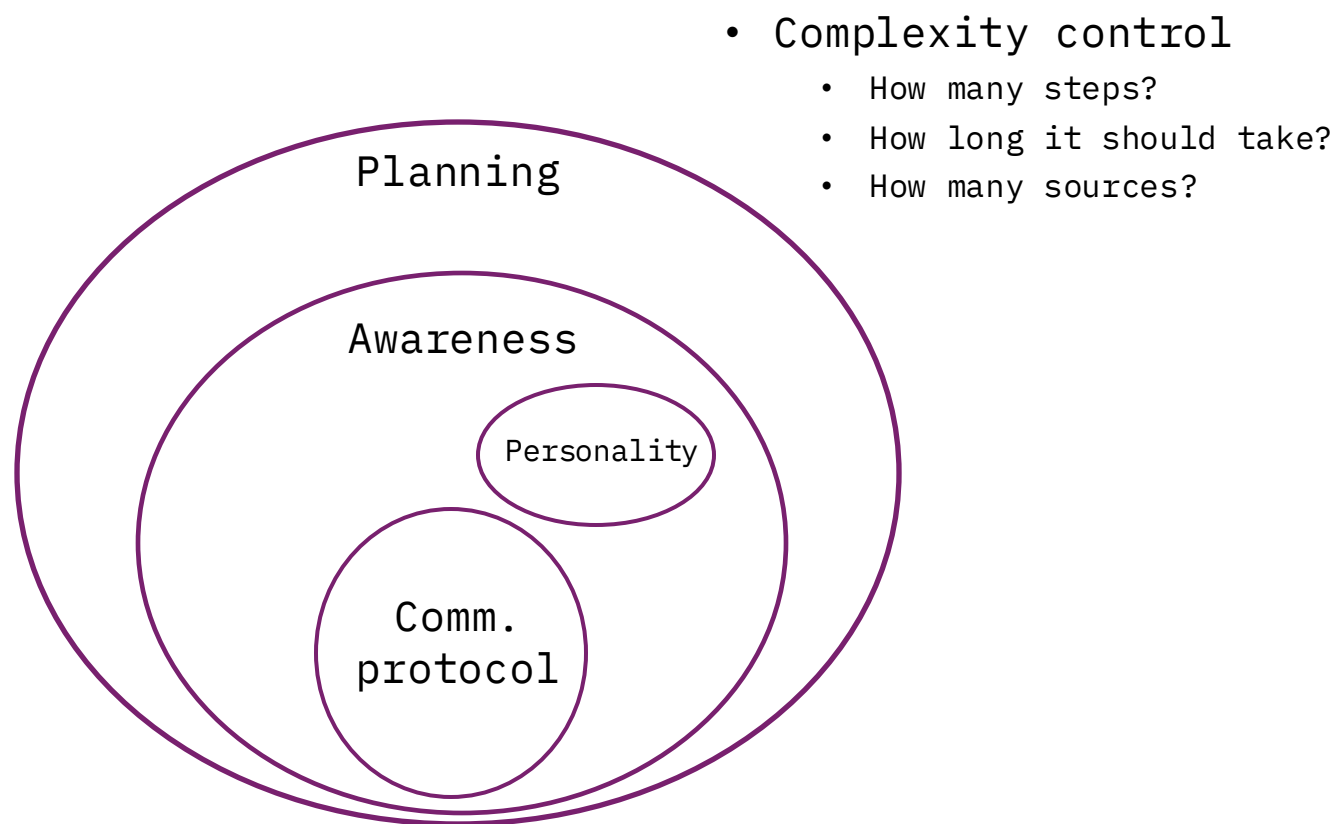 • Complexity control
• How many steps?
• How long it should take?
• How many sources?
Planning
Awareness
Personality
Comm.
protocol